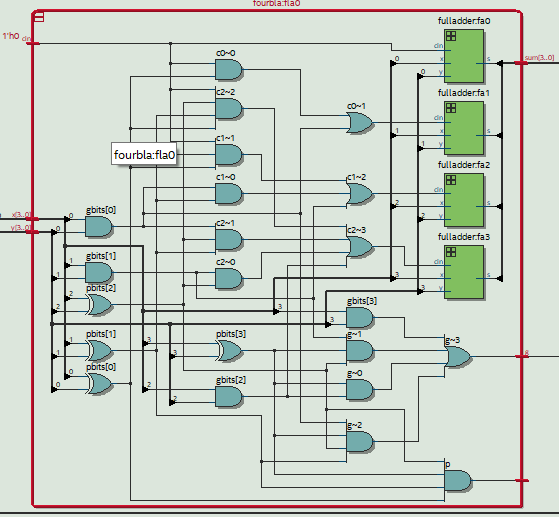 fourbla:fla0
fulladder:fa0
1'h0 cin
c0~0
cin
x
s
sum[3..0]
0
y
0
c2~2
fulladder:fa1
c0~1
cin
c1~1
x
s
1
y
1
fourbla:fla0
fulladder:fa2
c1~0
c1~2
cin
x[3..0]
gbits[0]
x
s
2
y[3..0]
y
2
0
0
c2~1
c2~3
fulladder:fa3
gbits[1]
1
c2~0
cin
1
pbits[2]
x
s
3
2
y
3
2
gbits[3]
3
3
pbits[1]
pbits[3]
g~1
g~3
1
3
1
3
g
pbits[0]
0
gbits[2]
g~0
0
2
2
g~2
p